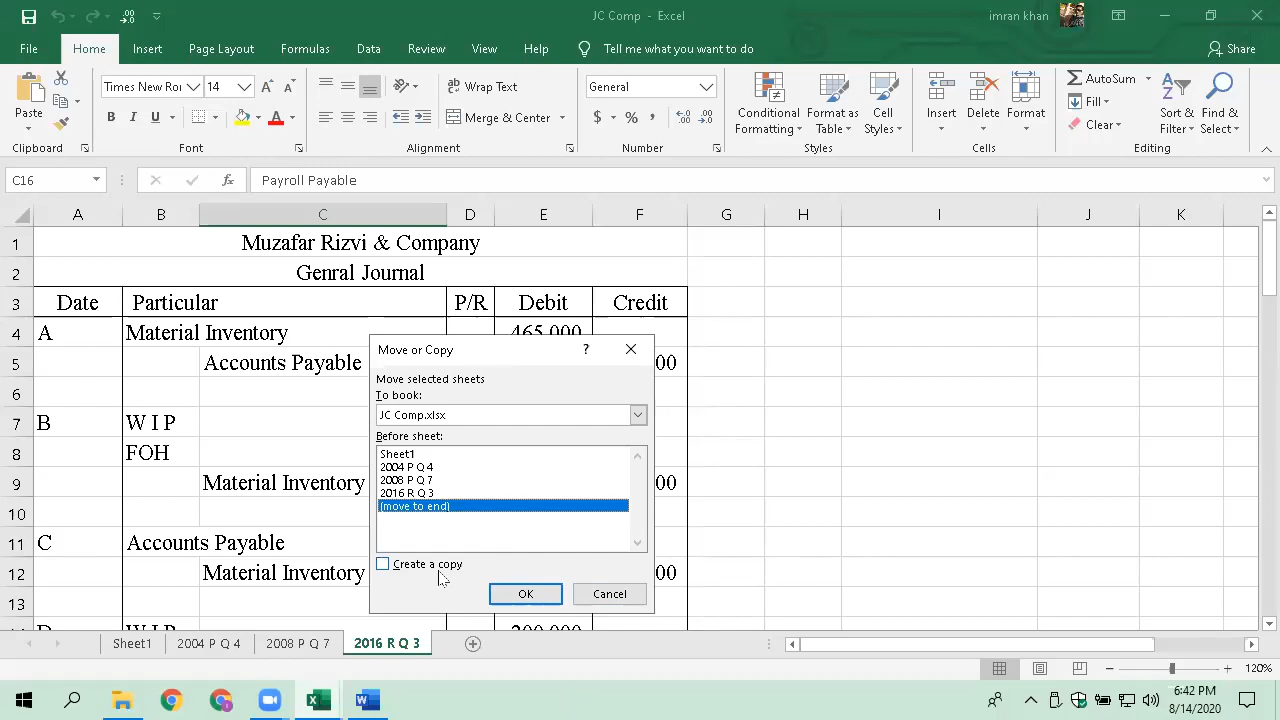 JC Comp - Excel
imran khan
File Home Insert Page Layout Formulas Data Review View Help Tell me what you want to do Share
Times New Roi 14 Wrap Text General AutoSum
Paste Merge & Center Conditional Formatting Format as Table Cell Styles Insert Delete Format Fill Clear Sort & Filter Find & Select
Clipboard Font Alignment Number Styles Cells Editing
C16 fx Payroll Payable
A B C D E F G H I J K
1 Muzafar Rizvi & Company
2 Genral Journal
3 Date Particular P/R Debit Credit
4 A Material Inventory 465,000
5 Accounts Payable 00
6
7 B W I P
8 FOH
9 Material Inventory 00
10
11 C Accounts Payable
12 Material Inventory 00
13
Move or Copy ?
Move selected sheets
To book:
JC Comp.xlsx
Before sheet:
Sheet1
2004 P Q 4
2008 P Q 7
2016 R Q 3
(move to end)
Create a copy
OK Cancel
Sheet1 2004 P Q 4 2008 P Q 7 2016 R Q 3
120%
6:42 PM
8/14/2020